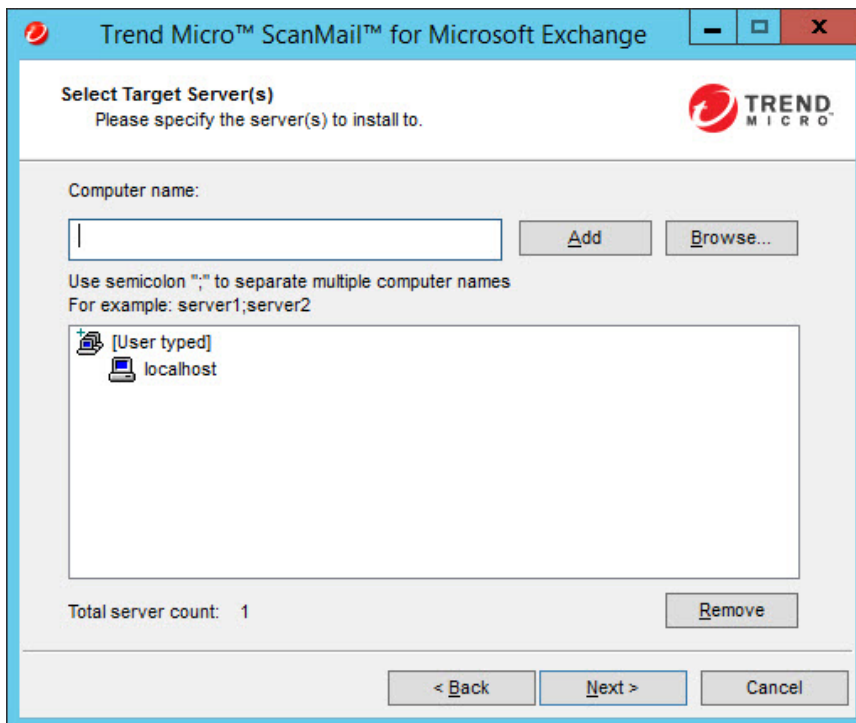 Trend Micro™ ScanMail™ for Microsoft Exchange
Select Target Server(s)
Please specify the server(s) to install to.
TREND
MICRO™
Computer name:
Add
Browse...
Use semicolon ";" to separate multiple computer names
For example: server1;server2
[User typed]
localhost
Total server count: 1
Remove
< Back
Next >
Cancel